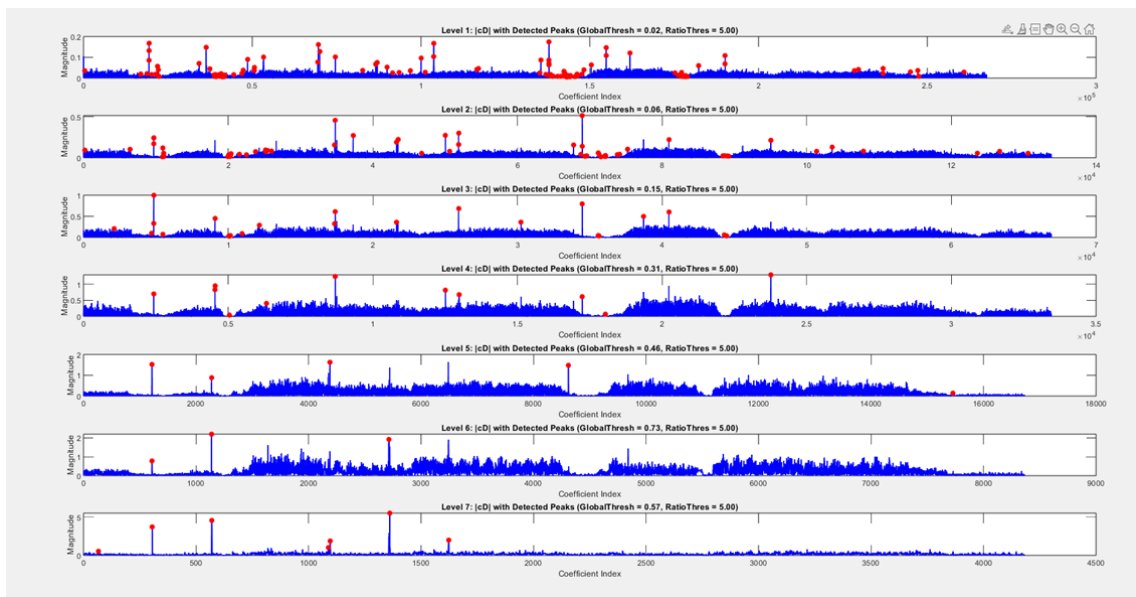 Level 1: |cD| with Detected Peaks (GlobalThresh = 0.02, RatioThres = 5.00)
Magnitude
0.2
0.1
0
0 0.5 1 1.5 2 2.5 3
Coefficient Index
×10⁵
Level 2: |cD| with Detected Peaks (GlobalThresh = 0.06, RatioThres = 5.00)
Magnitude
0.5
0
0 2 4 6 8 10 12 14
Coefficient Index
×10⁴
Level 3: |cD| with Detected Peaks (GlobalThresh = 0.15, RatioThres = 5.00)
Magnitude
1
0.5
0
0 1 2 3 4 5 6 7
Coefficient Index
×10⁴
Level 4: |cD| with Detected Peaks (GlobalThresh = 0.31, RatioThres = 5.00)
Magnitude
1
0.5
0
0 0.5 1 1.5 2 2.5 3 3.5
Coefficient Index
×10⁴
Level 5: |cD| with Detected Peaks (GlobalThresh = 0.46, RatioThres = 5.00)
Magnitude
2
1
0
0 2000 4000 6000 8000 10000 12000 14000 16000 18000
Coefficient Index
Level 6: |cD| with Detected Peaks (GlobalThresh = 0.73, RatioThres = 5.00)
Magnitude
2
1
0
0 1000 2000 3000 4000 5000 6000 7000 8000 9000
Coefficient Index
Level 7: |cD| with Detected Peaks (GlobalThresh = 0.57, RatioThres = 5.00)
Magnitude
5
0
0 500 1000 1500 2000 2500 3000 3500 4000 4500
Coefficient Index